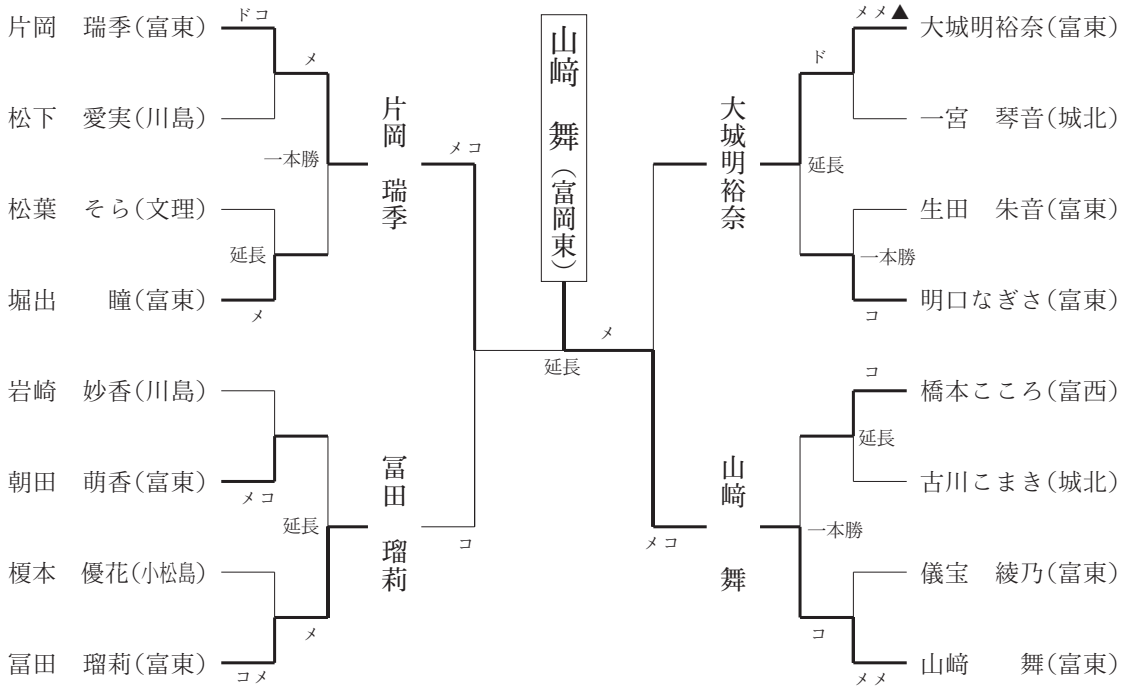 片岡　瑞季(富東)
ドコ
松下　愛実(川島)
メ
一本勝
松葉　そら(文理)
延長
堀出　　瞳(富東)
メ
岩崎　妙香(川島)
朝田　萌香(富東)
メコ
延長
榎本　優花(小松島)
メ
冨田　瑠莉(富東)
コメ
片岡　瑞季
メコ
冨田　瑠莉
コ
山﨑　舞(富岡東)
メ
延長
大城明裕奈
山﨑　舞
メコ
メメ▲
大城明裕奈(富東)
ド
一宮　琴音(城北)
延長
生田　朱音(富東)
一本勝
明口なぎさ(富東)
コ
コ
橋本こころ(富西)
延長
古川こまき(城北)
一本勝
儀宝　綾乃(富東)
コ
山﨑　　舞(富東)
メメ